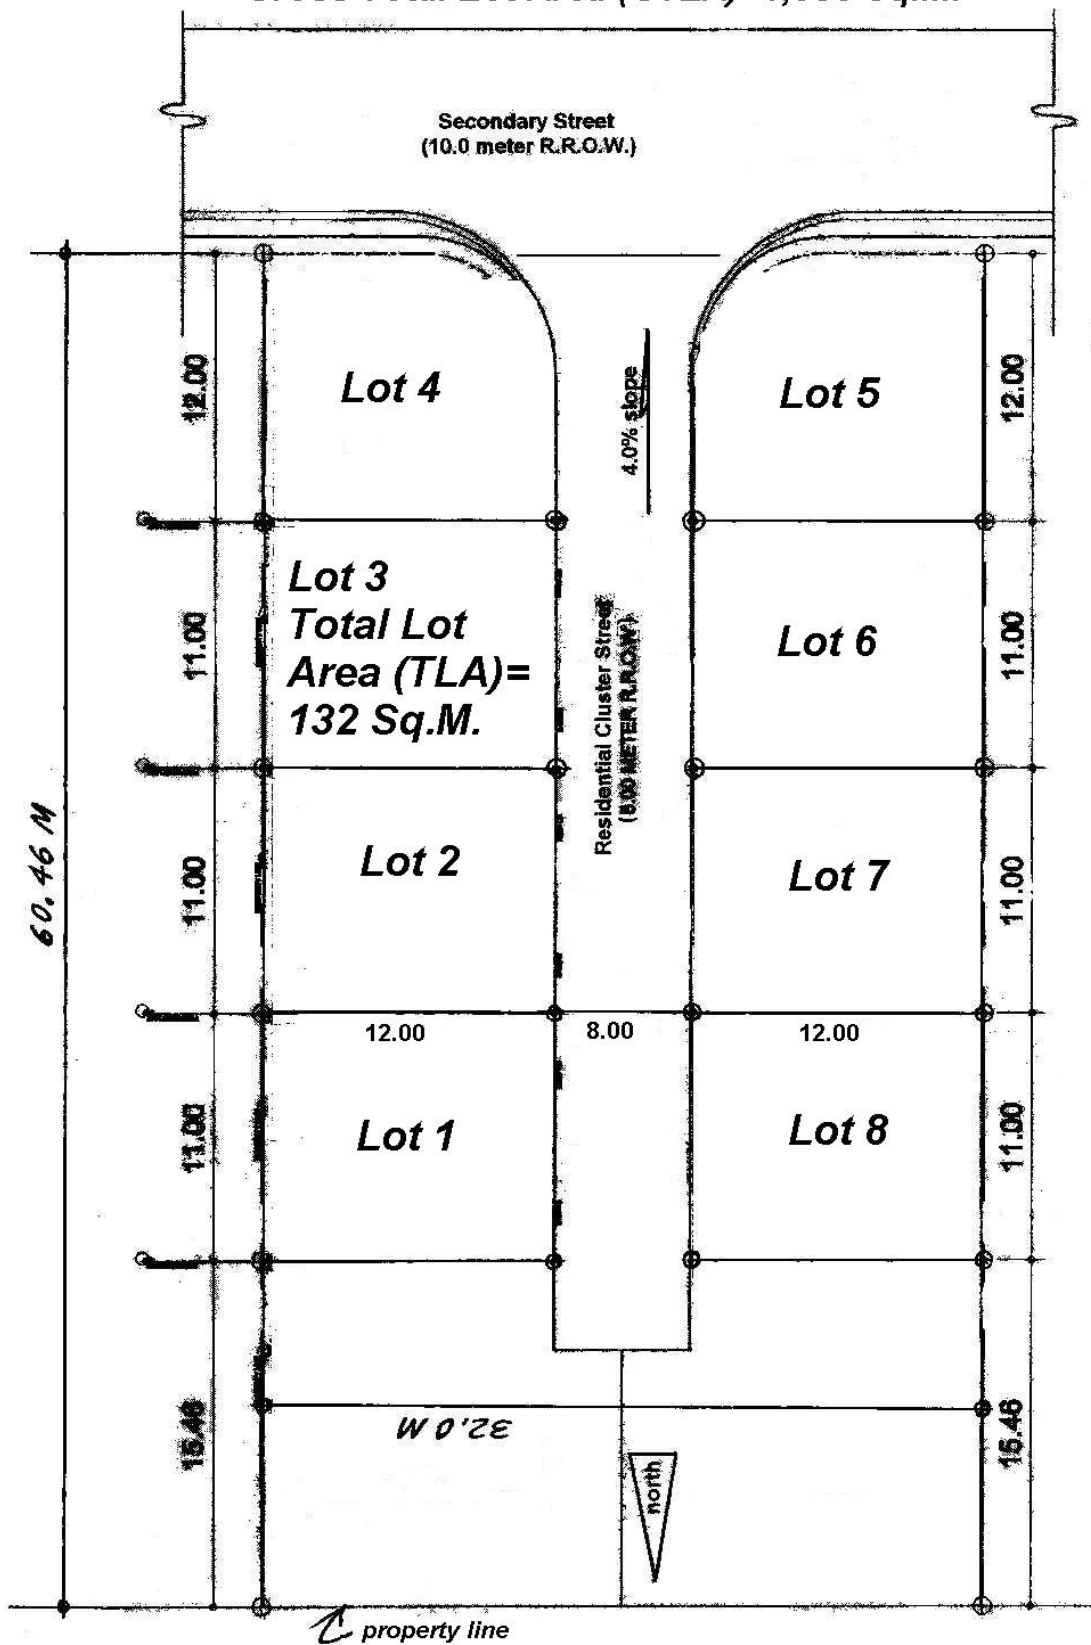 Secondary Street
(10.0 meter R.R.O.W.)
12.00
Lot 4
4.0% slope
Lot 5
12.00
11.00
Lot 3
Total Lot
Area (TLA)=
132 Sq.M.
Residential Cluster Street
METER R.R.O.W.)
Lot 6
11.00
60.46 M
11.00
Lot 2
Lot 7
11.00
12.00
8.00
12.00
11.00
Lot 1
Lot 8
11.00
15.46
32.0 M
north
15.46
property line